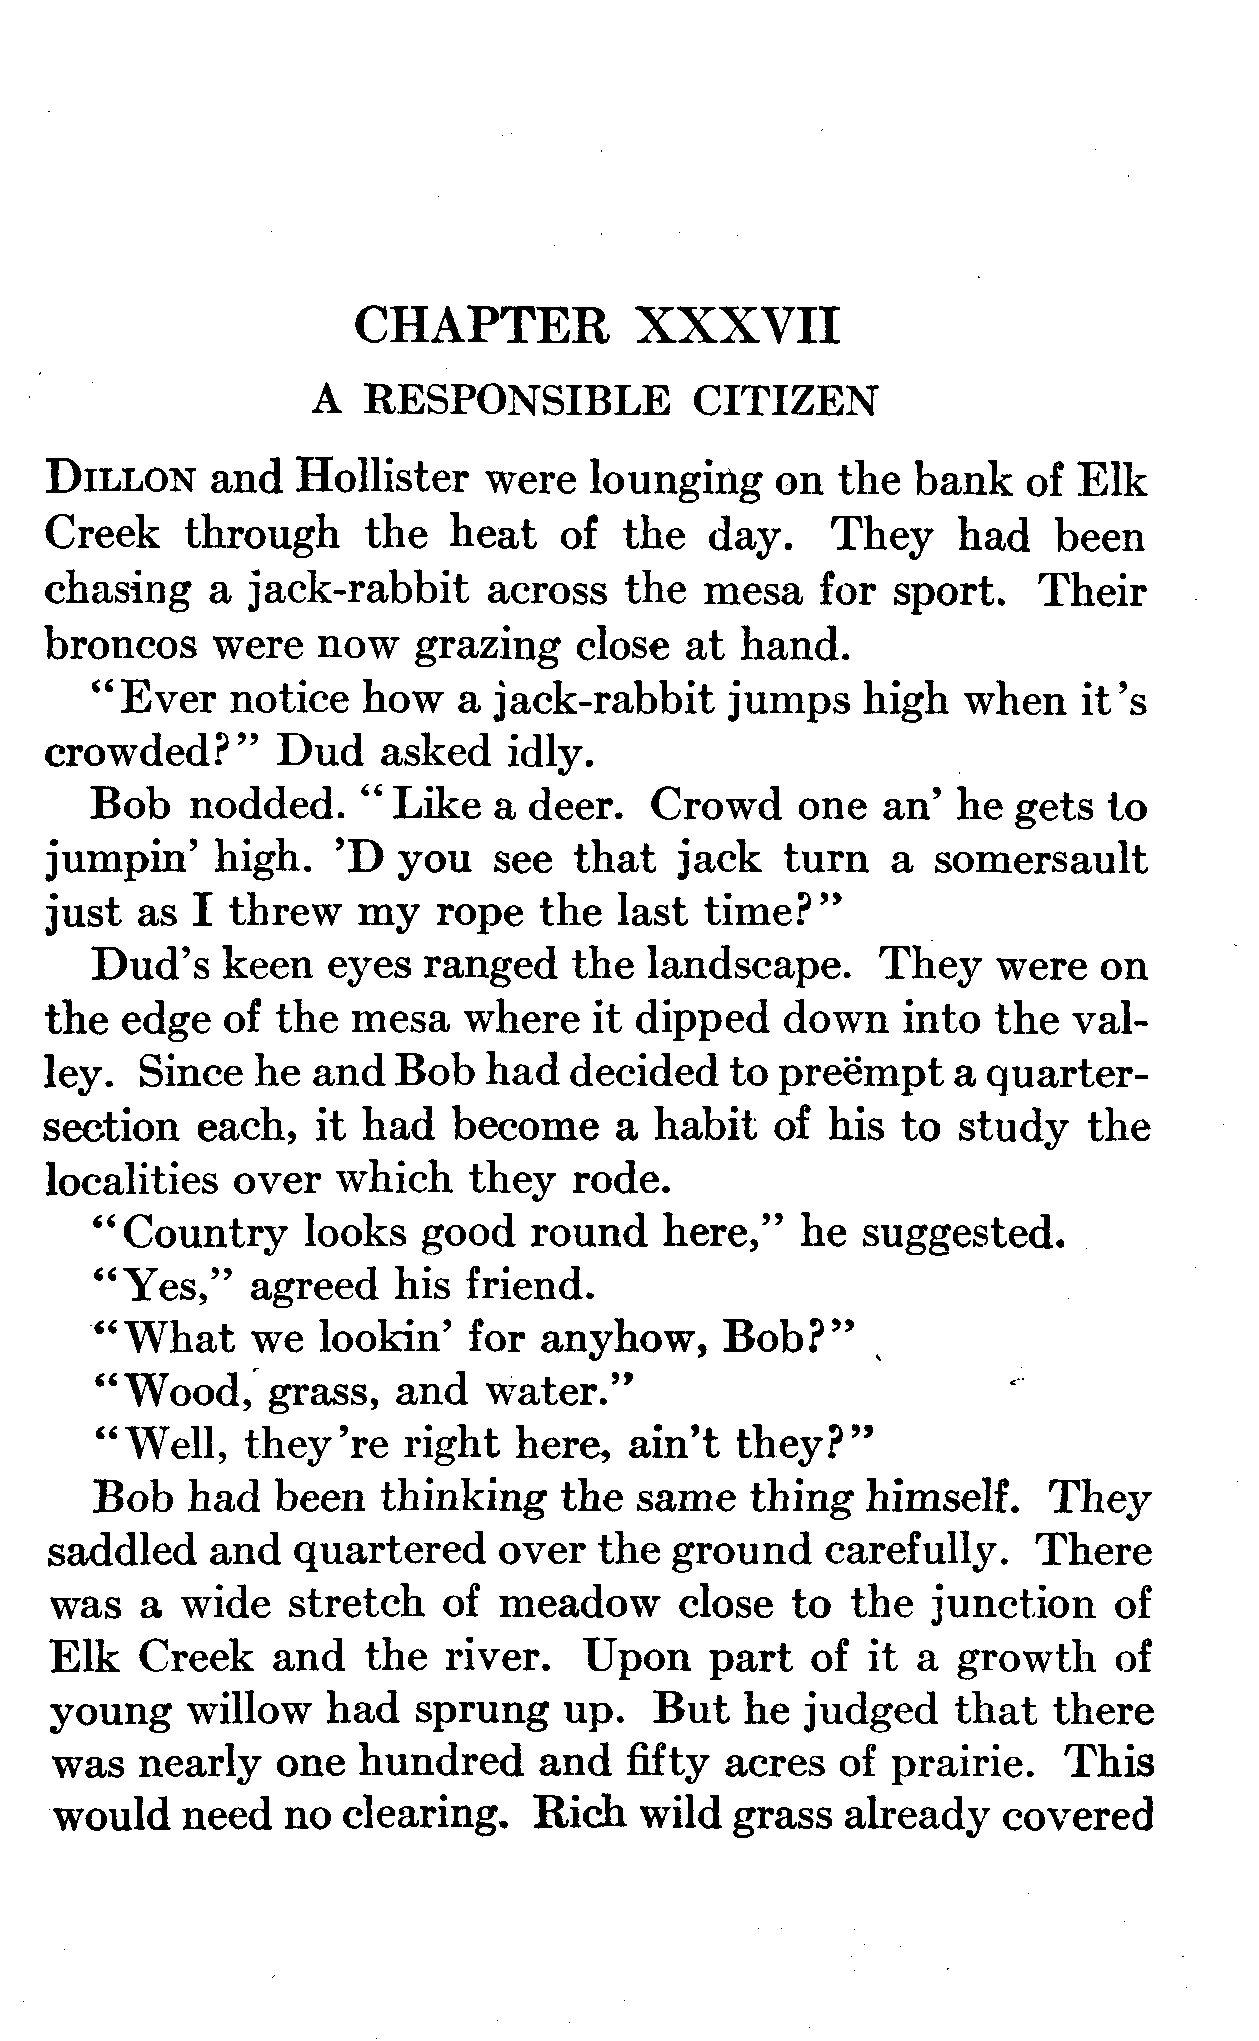 CHAPTER XXXVII
A RESPONSIBLE CITIZEN
DILLON and Hollister were lounging on the bank of Elk
Creek through the heat of the day. They had been
chasing a jack-rabbit across the mesa for sport. Their
broncos were now grazing close at hand.
"Ever notice how a jack-rabbit jumps high when it's
crowded?" Dud asked idly.
Bob nodded. "Like a deer. Crowd one an' he gets to
jumpin' high. 'D you see that jack turn a somersault
just as I threw my rope the last time?"
Dud's keen eyes ranged the landscape. They were on
the edge of the mesa where it dipped down into the val-
ley. Since he and Bob had decided to preëmpt a quarter-
section each, it had become a habit of his to study the
localities over which they rode.
"Country looks good round here," he suggested.
"Yes," agreed his friend.
"What we lookin' for anyhow, Bob?"
"Wood, grass, and water."
"Well, they're right here, ain't they?"
Bob had been thinking the same thing himself. They
saddled and quartered over the ground carefully. There
was a wide stretch of meadow close to the junction of
Elk Creek and the river. Upon part of it a growth of
young willow had sprung up. But he judged that there
was nearly one hundred and fifty acres of prairie. This
would need no clearing. Rich wild grass already covered